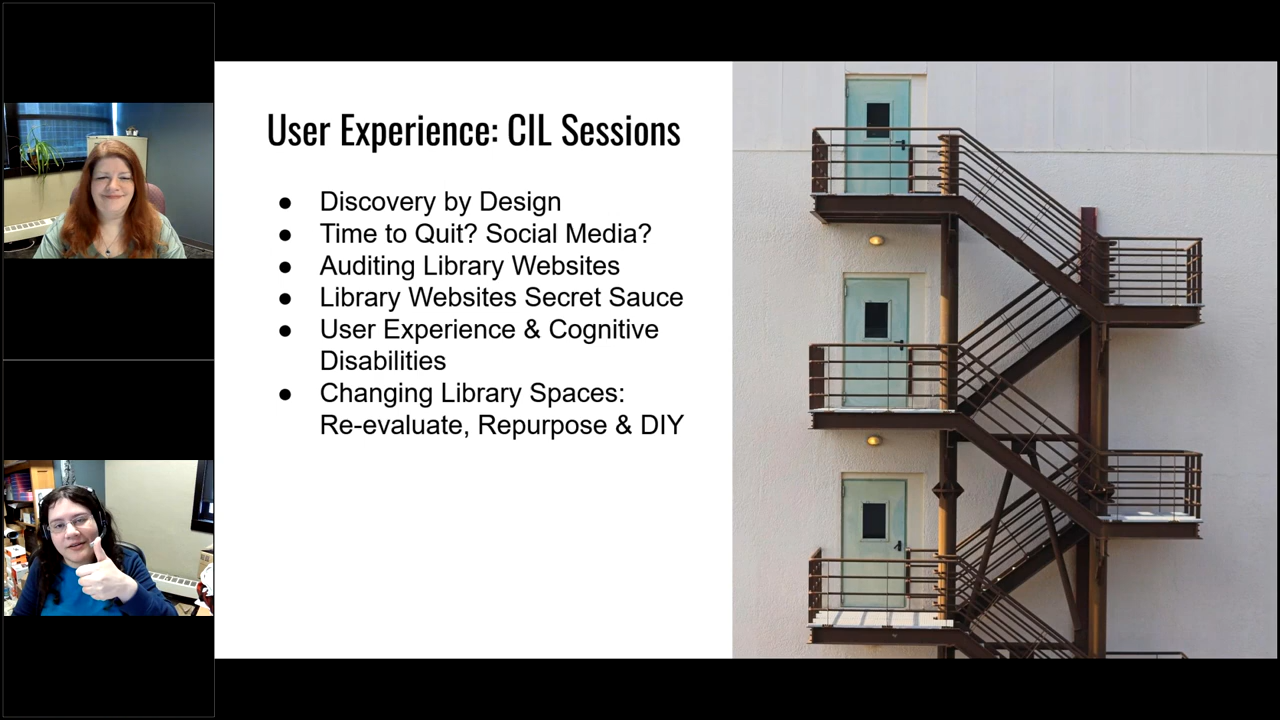 User Experience: CIL Sessions
● Discovery by Design
● Time to Quit? Social Media?
● Auditing Library Websites
● Library Websites Secret Sauce
● User Experience & Cognitive
Disabilities
● Changing Library Spaces:
Re-evaluate, Repurpose & DIY